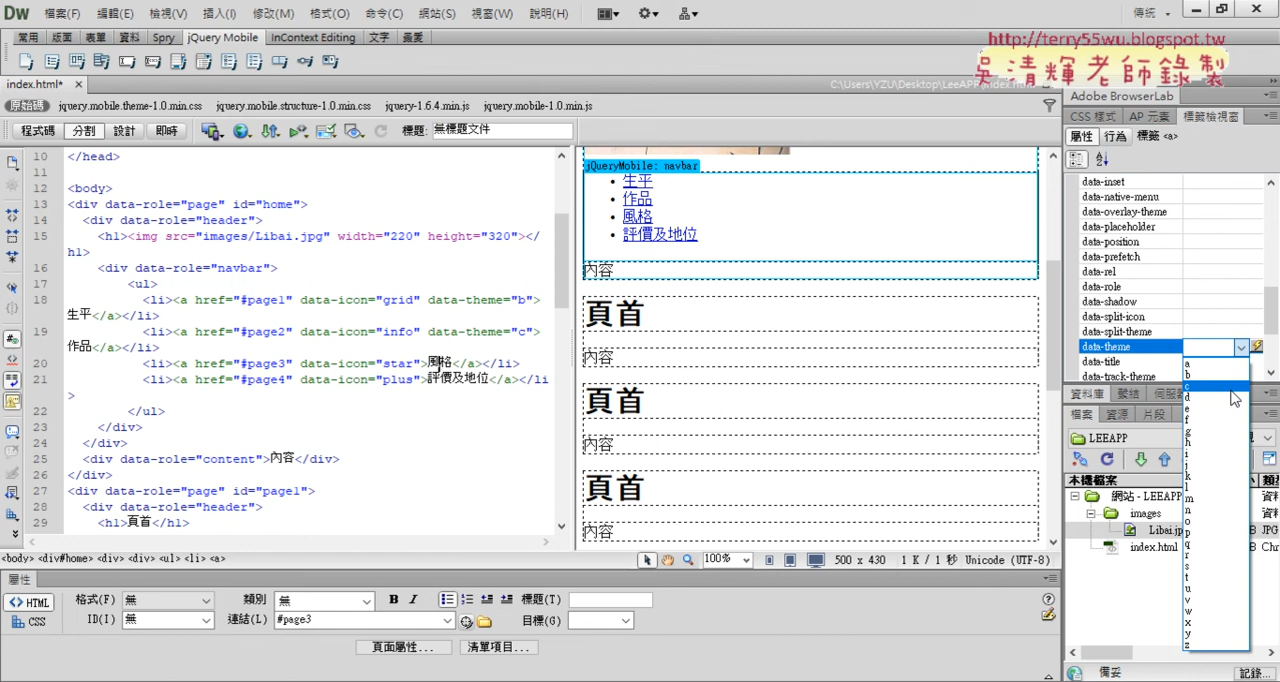 Dw 檔案(F) 編輯(E) 檢視(V) 插入(I) 修改(M) 格式(O) 命令(C) 網站(S) 視窗(W) 說明(H) 傳統
常用 版面 表單 資料 Spry jQuery Mobile InContext Editing 文字 最愛
http://terry55wu.blogspot.tw
吳清輝老師錄製
index.html* C:\Users\YZU\Desktop\LeeAPP\index.html
原始碼 jquery.mobile.theme-1.0.min.css jquery.mobile.structure-1.0.min.css jquery-1.6.4.min.js jquery.mobile-1.0.min.js
程式碼 分割 設計 即時 標題: 無標題文件
10 </head>
11
12 <body>
13 <div data-role="page" id="home">
14 <div data-role="header">
15 <h1><img src="images/Libai.jpg" width="220" height="320"></
h1>
16 <div data-role="navbar">
17 <ul>
18 <li><a href="#page1" data-icon="grid" data-theme="b">
生平</a></li>
19 <li><a href="#page2" data-icon="info" data-theme="c">
作品</a></li>
20 <li><a href="#page3" data-icon="star">風格</a></li>
21 <li><a href="#page4" data-icon="plus">評價及地位</a></li
>
22 </ul>
23 </div>
24 </div>
25 <div data-role="content">內容</div>
26 </div>
27 <div data-role="page" id="page1">
28 <div data-role="header">
29 <h1>頁首</h1>
jQueryMobile: navbar
• 生平
• 作品
• 風格
• 評價及地位
內容
頁首
內容
頁首
內容
頁首
內容
Adobe BrowserLab
CSS 樣式 AP 元素 標籤檢視窗
屬性 行為 標籤 <a>
data-inset
data-native-menu
data-overlay-theme
data-placeholder
data-position
data-prefetch
data-rel
data-role
data-shadow
data-split-icon
data-split-theme
data-theme
data-title
data-track-theme
a
b
c
d
e
f
g
h
i
j
k
l
m
n
o
p
q
r
s
t
u
v
w
x
y
z
資料庫 繫結 伺服
檔案 資源 片段
LEEAPP
本機檔案
網站 - LEEAPP
images
Libai.jp
index.html
備妥 記錄...
<body> <div#home> <div> <div> <ul> <li> <a>
100% 500 x 430 1 K / 1 秒 Unicode (UTF-8)
屬性
<> HTML 格式(F) 無 類別 無 B I 標題(T)
CSS ID(I) 無 連結(L) #page3 目標(G)
頁面屬性... 清單項目...